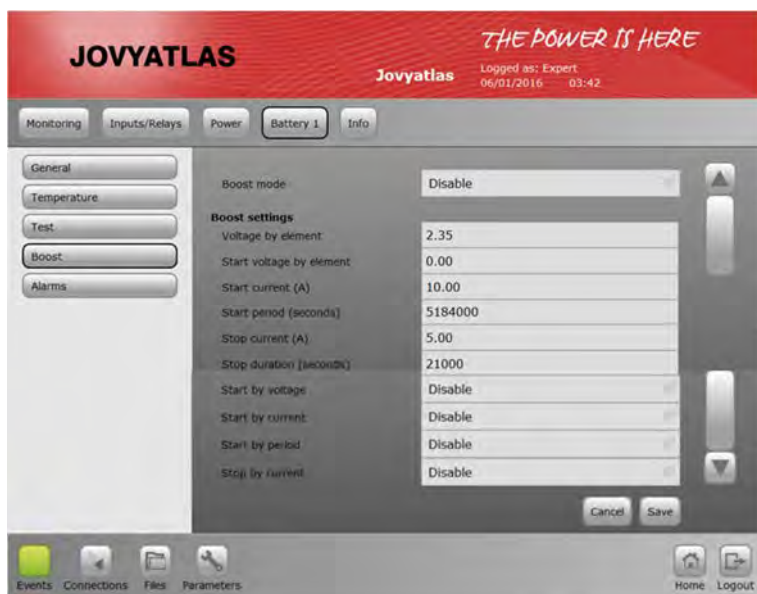 JOVYATLAS
THE POWER IS HERE
Jovyatlas
Logged as: Expert
06/01/2016 03:42
Monitoring Inputs/Relays Power Battery 1 Info
General
Temperature
Test
Boost
Alarms
Boost mode Disable
Boost settings
Voltage by element 2.35
Start voltage by element 0.00
Start current (A) 10.00
Start period (seconds) 5184000
Stop current (A) 5.00
Stop duration (seconds) 21000
Start by voltage Disable
Start by current Disable
Start by period Disable
Stop by current Disable
Cancel Save
Events Connections Files Parameters Home Logout